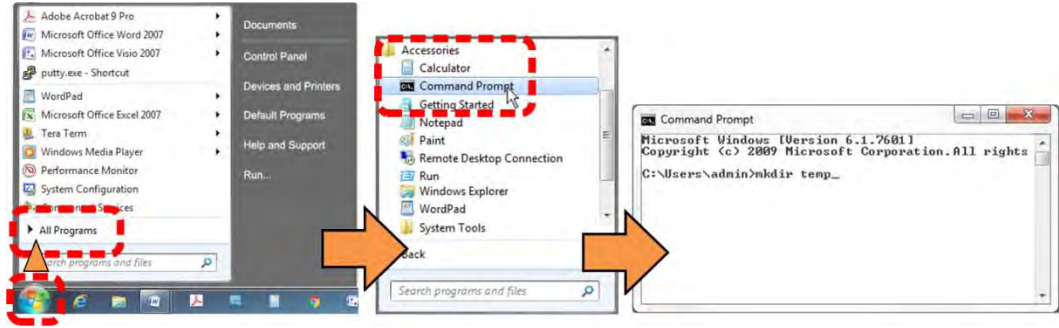 Adobe Acrobat 9 Pro
Microsoft Office Word 2007
Microsoft Office Visio 2007
putty.exe - Shortcut
WordPad
Microsoft Office Excel 2007
Tera Term
Windows Media Player
Performance Monitor
System Configuration
Component Services
All Programs
Search programs and files
Documents
Control Panel
Devices and Printers
Default Programs
Help and Support
Run...
Accessories
Calculator
Command Prompt
Getting Started
Notepad
Paint
Remote Desktop Connection
Run
Windows Explorer
WordPad
System Tools
Back
Search programs and files
Command Prompt
Microsoft Windows [Version 6.1.7601]
Copyright (c) 2009 Microsoft Corporation.All rights
C:\Users\admin>mkdir temp_